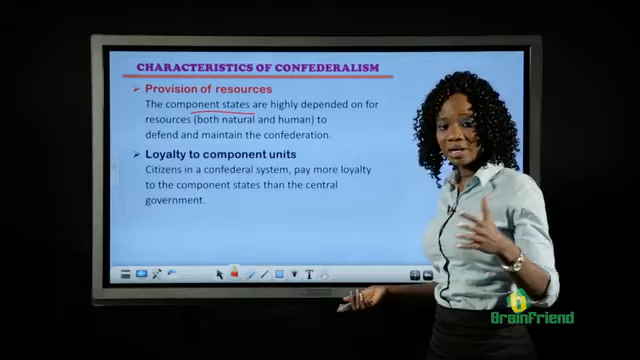 CHARACTERISTICS OF CONFEDERALISM
Provision of resources
The component states are highly depended on for
resources (both natural and human) to
defend and maintain the confederation.
Loyalty to component units
Citizens in a confederal system, pay more loyalty
to the component states than the central
government.
T
BrainFriend